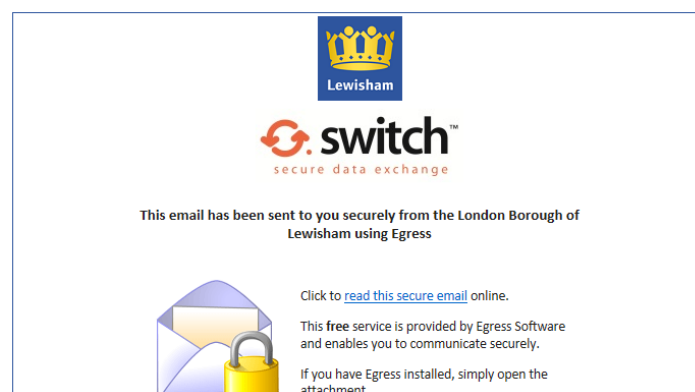 Lewisham
switch™
secure data exchange
This email has been sent to you securely from the London Borough of
Lewisham using Egress
Click to read this secure email online.
This free service is provided by Egress Software
and enables you to communicate securely.
If you have Egress installed, simply open the
attachment